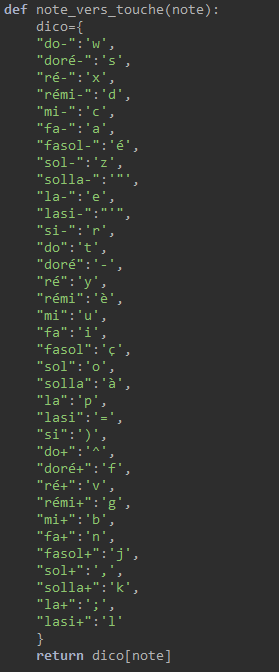 def note_vers_touche(note):
    dico={
    "do-":'w',
    "doré-":'s',
    "ré-":'x',
    "rémi-":'d',
    "mi-":'c',
    "fa-":'a',
    "fasol-":'é',
    "sol-":'z',
    "solla-":'"',
    "la-":'e',
    "lasi-":"'",
    "si-":'r',
    "do":'t',
    "doré":'-',
    "ré":'y',
    "rémi":'è',
    "mi":'u',
    "fa":'i',
    "fasol":'ç',
    "sol":'o',
    "solla":'à',
    "la":'p',
    "lasi":'=',
    "si":')',
    "do+":'^',
    "doré+":'f',
    "ré+":'v',
    "rémi+":'g',
    "mi+":'b',
    "fa+":'n',
    "fasol+":'j',
    "sol+":',',
    "solla+":'k',
    "la+":';',
    "lasi+":'l'
    }
    return dico[note]